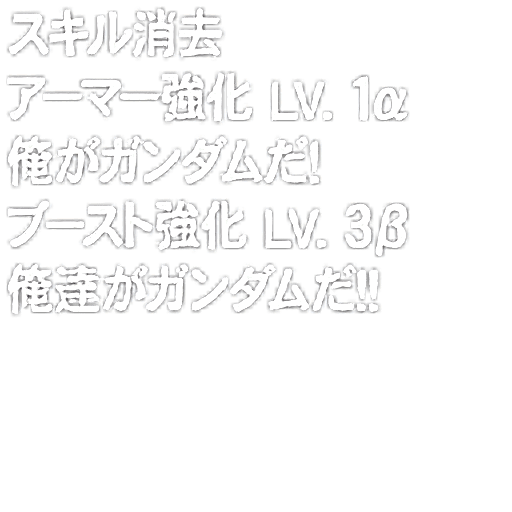 スキル消去
アーマー強化 LV. 1α
俺がガンダムだ!
ブースト強化 LV. 3β
俺達がガンダムだ!!